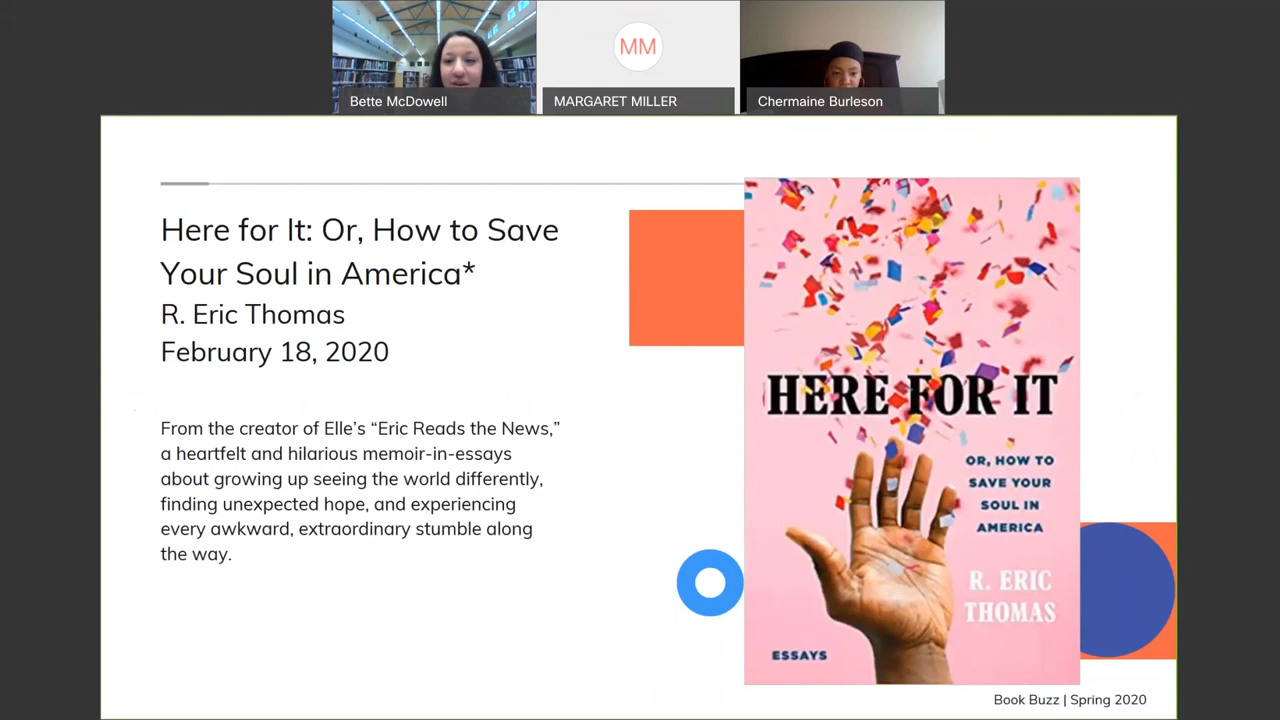 MM
Bette McDowell
MARGARET MILLER
Chermaine Burleson
Here for It: Or, How to Save
Your Soul in America*
R. Eric Thomas
February 18, 2020
From the creator of Elle’s “Eric Reads the News,”
a heartfelt and hilarious memoir-in-essays
about growing up seeing the world differently,
finding unexpected hope, and experiencing
every awkward, extraordinary stumble along
the way.
HERE FOR IT
OR, HOW TO
SAVE YOUR
SOUL IN
AMERICA
R. ERIC
THOMAS
ESSAYS
Book Buzz | Spring 2020